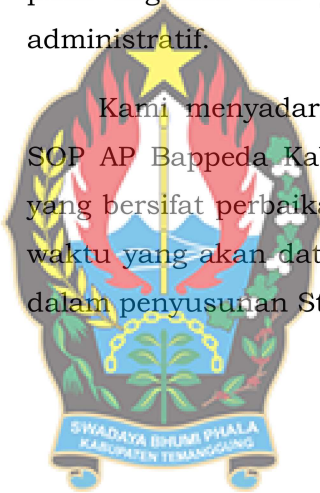 administratif.
Kami menyadar
SOP AP Bappeda Ka
yang bersifat perbaika
waktu yang akan dat
dalam penyusunan St
SWADAYA BHUMI PHALA
KABUPATEN TEMANGGUNG